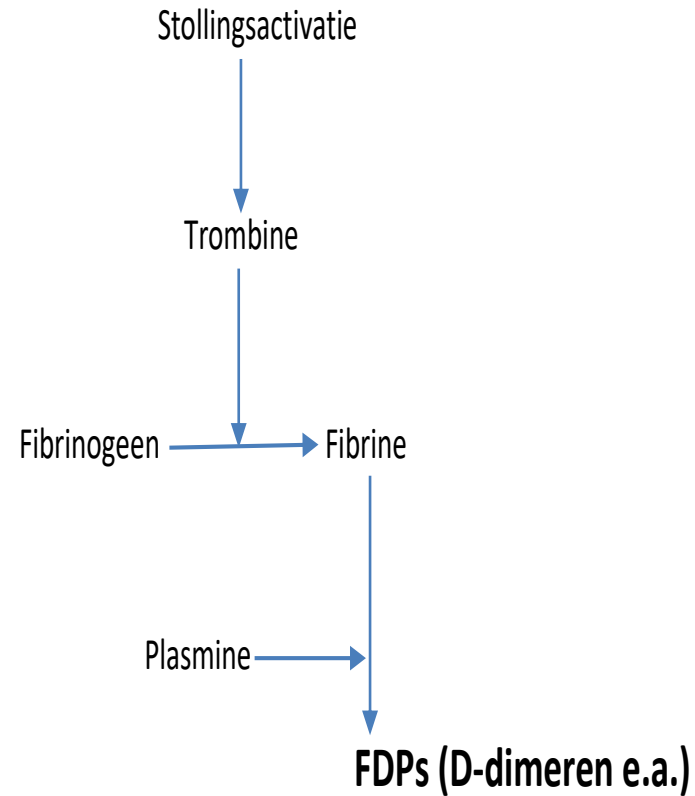 Stollingsactivatie
Trombine
Fibrinogeen
Fibrine
Plasmine
FDPs (D-dimeren e.a.)